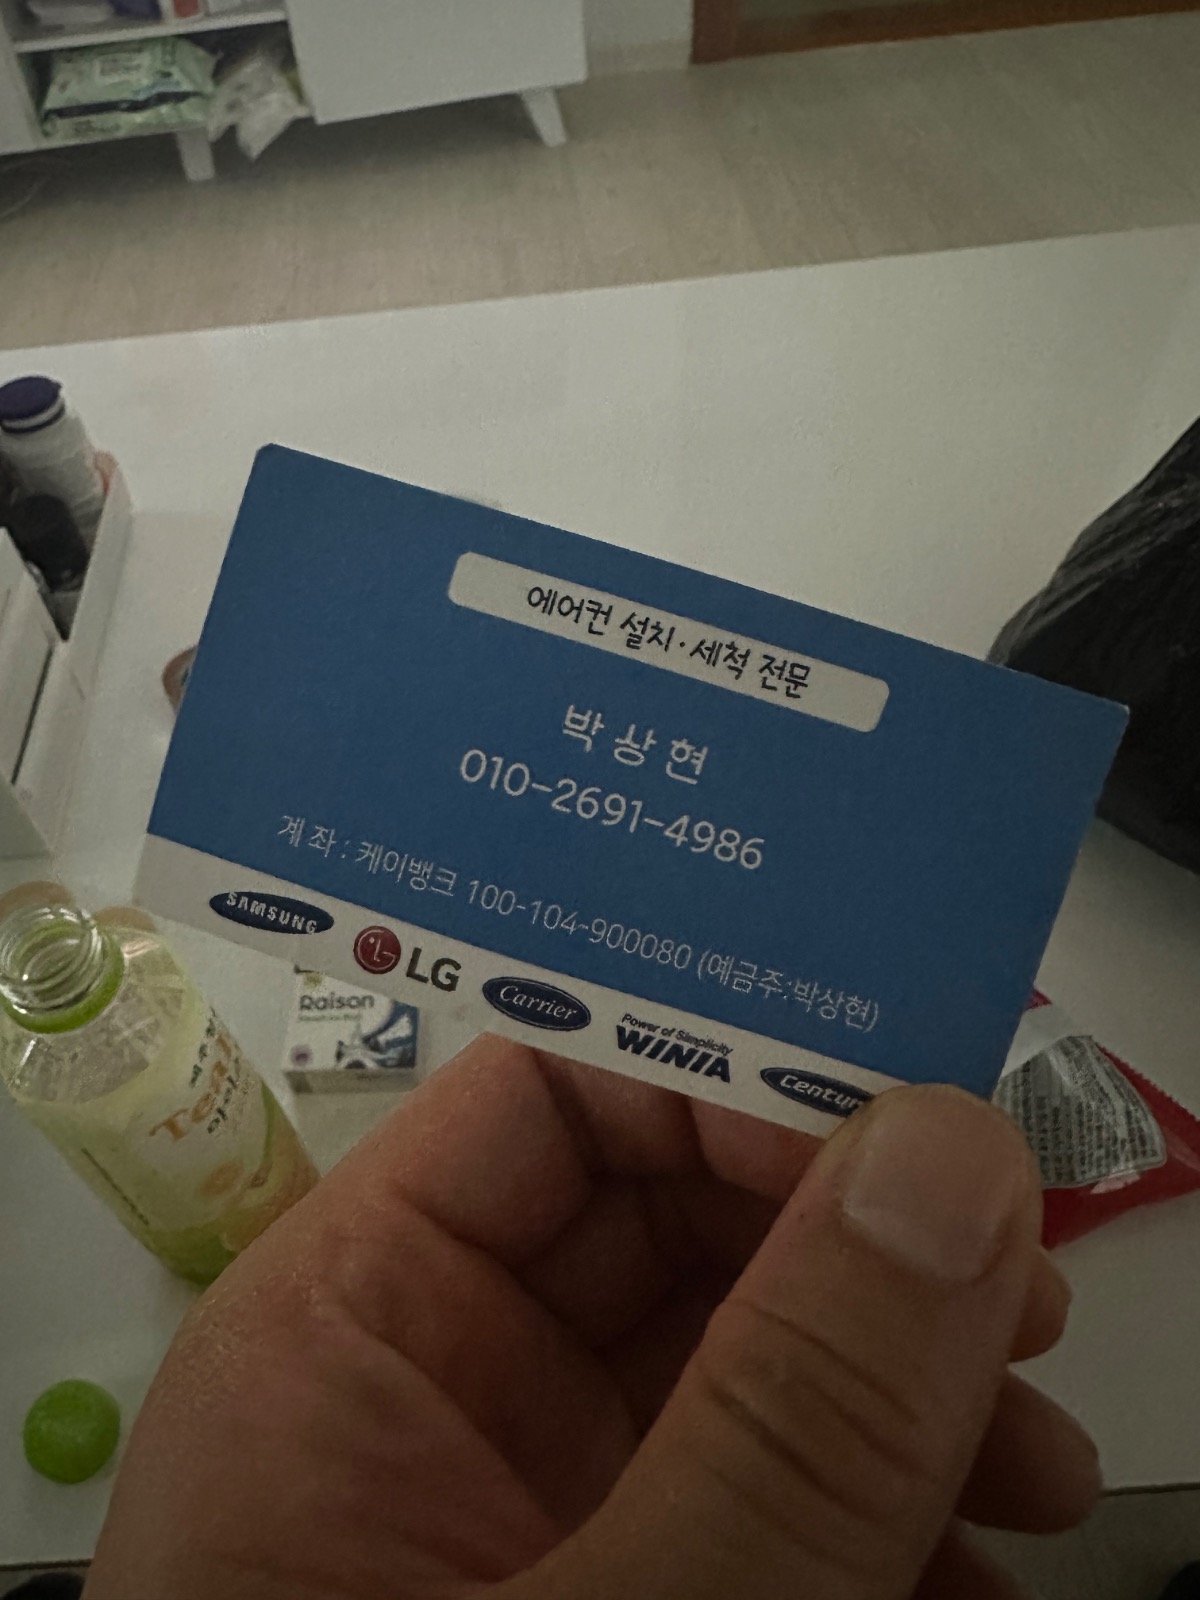 에어컨 설치·세척 전문
박상현
010-2691-4986
계 좌 : 케이뱅크 100-104-900080 (예금주:박상현)
SAMSUNG
LG
Carrier
Power of Simplicity
WINIA
Raison